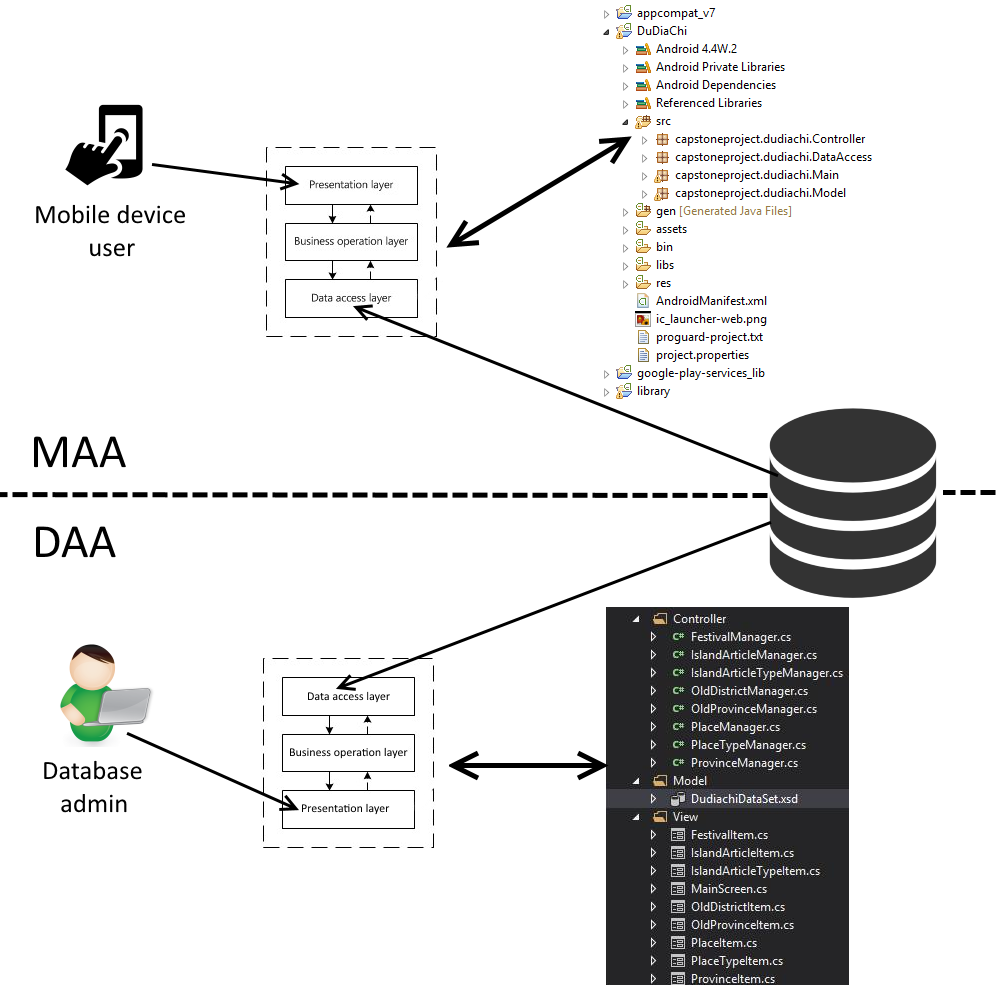 appcompat_v7
DuDiaChi
Android 4.4W.2
Android Private Libraries
Android Dependencies
Referenced Libraries
src
capstoneproject.dudiachi.Controller
capstoneproject.dudiachi.DataAccess
capstoneproject.dudiachi.Main
capstoneproject.dudiachi.Model
gen [Generated Java Files]
assets
bin
libs
res
AndroidManifest.xml
ic_launcher-web.png
proguard-project.txt
project.properties
google-play-services_lib
library
Mobile device
user
Presentation layer
Business operation layer
Data access layer
MAA
DAA
Database
admin
Data access layer
Business operation layer
Presentation layer
Controller
C# FestivalManager.cs
C# IslandArticleManager.cs
C# IslandArticleTypeManager.cs
C# OldDistrictManager.cs
C# OldProvinceManager.cs
C# PlaceManager.cs
C# PlaceTypeManager.cs
C# ProvinceManager.cs
Model
DudiachiDataSet.xsd
View
FestivalItem.cs
IslandArticleItem.cs
IslandArticleTypeItem.cs
MainScreen.cs
OldDistrictItem.cs
OldProvinceItem.cs
PlaceItem.cs
PlaceTypeItem.cs
ProvinceItem.cs